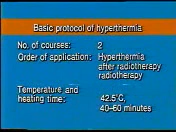 Basic protocol of hyperthermia
No. of courses: 2
Order of application: Hyperthermia
after radiotherapy
radiotherapy
Temperature and
heating time: 42.5°C,
40–60 minutes